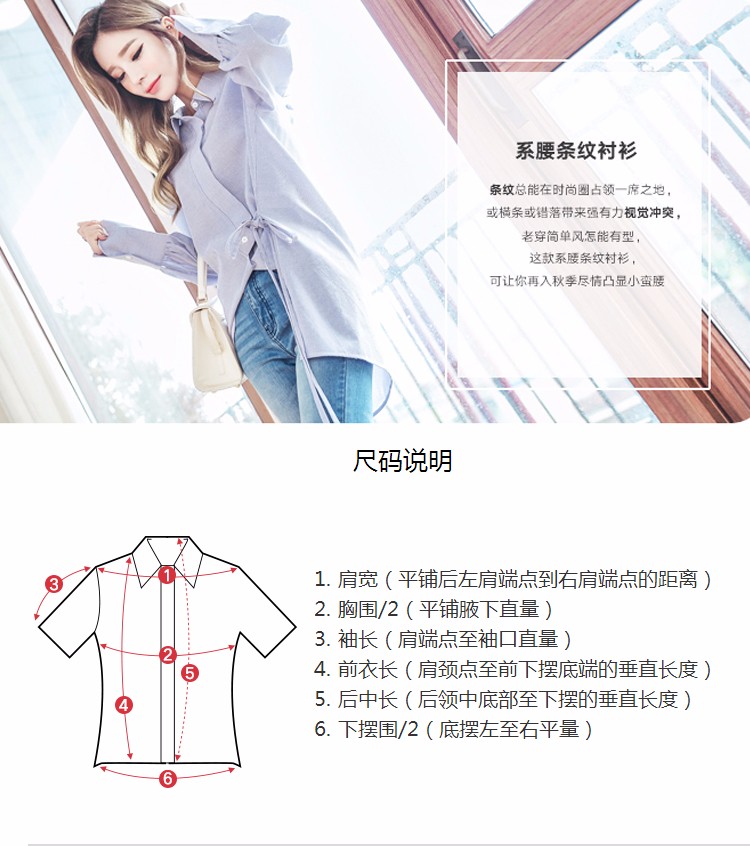 系腰条纹衬衫
条纹总能在时尚圈占领一席之地，
或横条或错落带来强有力视觉冲突，
老穿简单风怎能有型，
这款系腰条纹衬衫，
可让你再入秋季尽情凸显小蛮腰
尺码说明
1. 肩宽（平铺后左肩端点到右肩端点的距离）
2. 胸围/2（平铺腋下直量）
3. 袖长（肩端点至袖口直量）
4. 前衣长（肩颈点至前下摆底端的垂直长度）
5. 后中长（后领中底部至下摆的垂直长度）
6. 下摆围/2（底摆左至右平量）
1
3
2
5
4
6